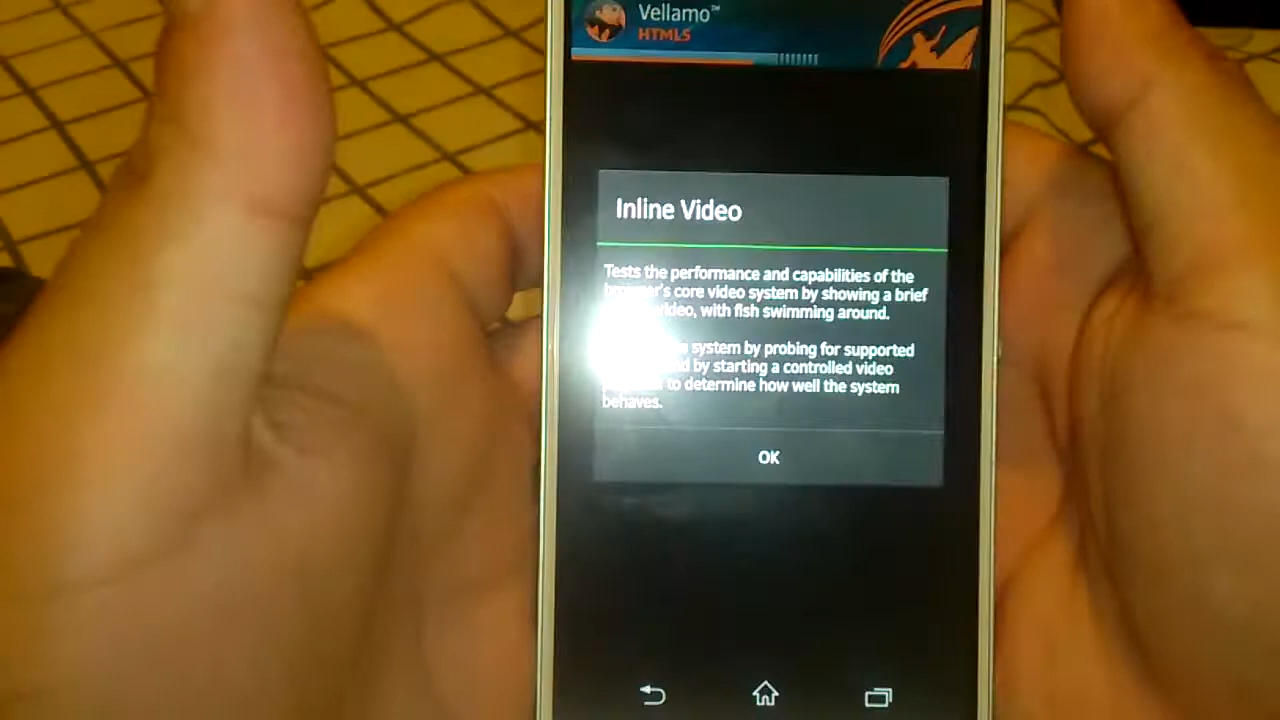 Vellamo™
HTML5
Inline Video
Tests the performance and capabilities of the
core video system by showing a brief
with fish swimming around.
system by probing for supported
by starting a controlled video
to determine how well the system
behaves.
OK